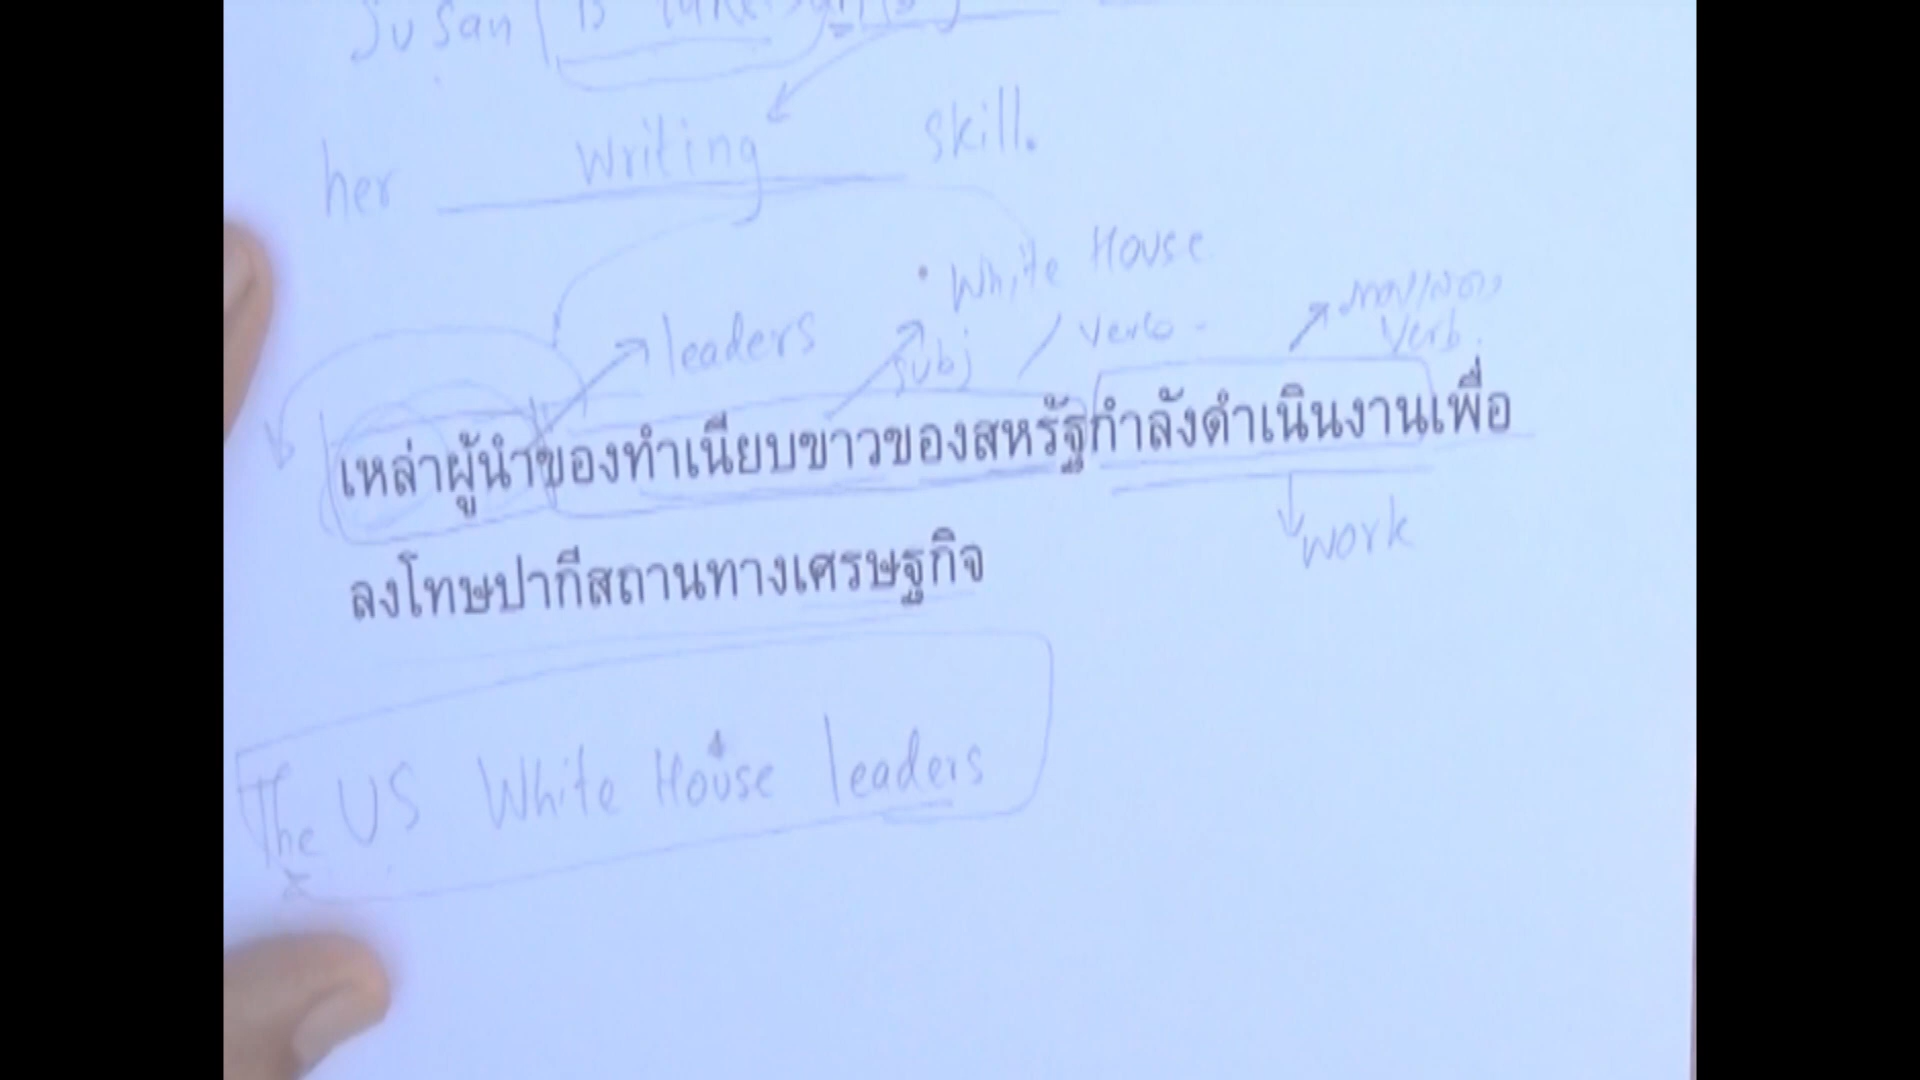 Susan is
her writing skill.
White House
leaders subj / verb
verb.
เหล่าผู้นำของทำเนียบขาวของสหรัฐกำลังดำเนินงานเพื่อ
work
ลงโทษปากีสถานทางเศรษฐกิจ
The US White House leaders